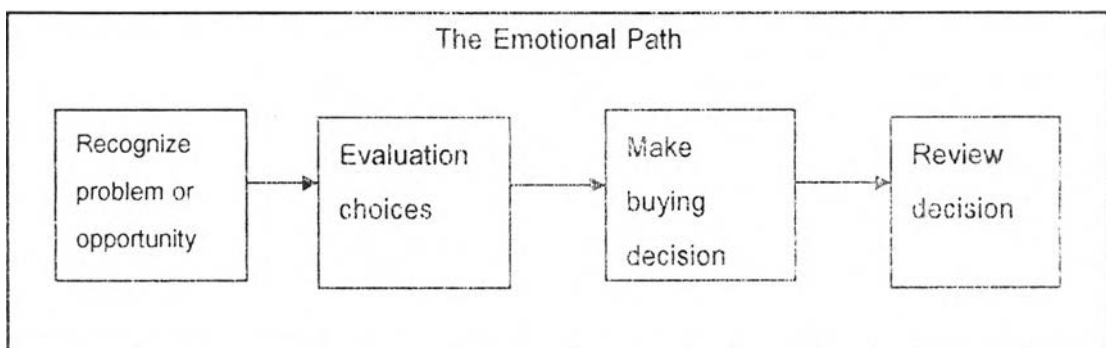 The Emotional Path
Recognize
problem or
opportunity
Evaluation
choices
Make
buying
decision
Review
decision